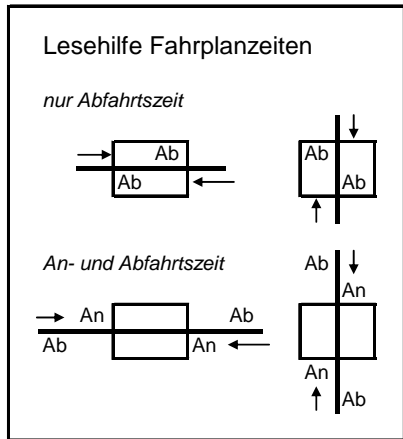 Lesehilfe Fahrplanzeiten
nur Abfahrtszeit
Ab
Ab
Ab
Ab
An- und Abfahrtszeit
An
Ab
Ab
An
Ab
An
An
Ab